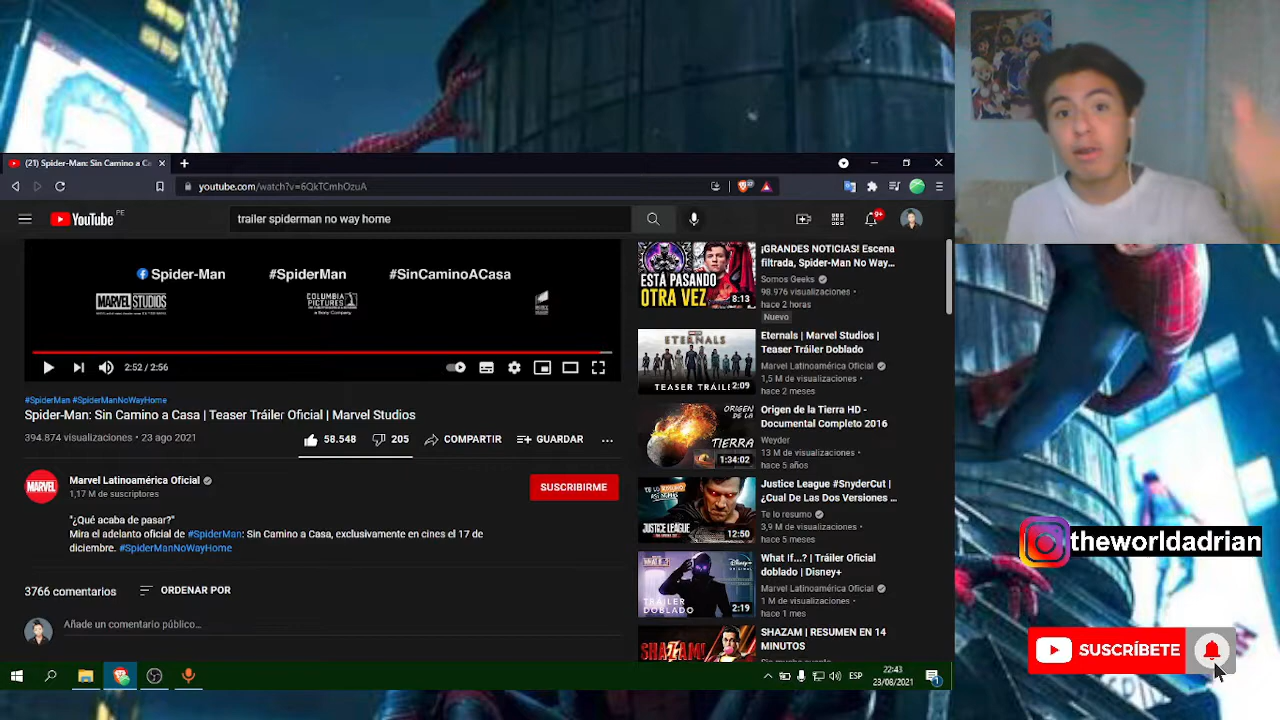 (21) Spider-Man: Sin Camino a Ca
youtube.com/watch?v=6QkTCmhOzuA
YouTube PE
trailer spiderman no way home
9+
Spider-Man #SpiderMan #SinCaminoACasa
MARVEL STUDIOS
COLUMBIA PICTURES
a Sony Company
2:52 / 2:56
#SpiderMan #SpiderManNoWayHome
Spider-Man: Sin Camino a Casa | Teaser Tráiler Oficial | Marvel Studios
394.874 visualizaciones • 23 ago 2021
58.548
205
COMPARTIR
GUARDAR
MARVEL
Marvel Latinoamérica Oficial
1,17 M de suscriptores
SUSCRIBIRME
"¿Qué acaba de pasar?"
Mira el adelanto oficial de #SpiderMan: Sin Camino a Casa, exclusivamente en cines el 17 de
diciembre. #SpiderManNoWayHome
3766 comentarios
ORDENAR POR
Añade un comentario público...
ESTÁ PASANDO
OTRA VEZ
8:13
¡GRANDES NOTICIAS! Escena
filtrada, Spider-Man No Way...
Somos Geeks
98.976 visualizaciones •
hace 2 horas
Nuevo
ETERNALS
TEASER TRÁIL
2:09
Eternals | Marvel Studios |
Teaser Tráiler Doblado
Marvel Latinoamérica Oficial
1,5 M de visualizaciones •
hace 2 meses
ORIGEN
DE LA
TIERRA
1:34:02
Origen de la Tierra HD -
Documental Completo 2016
Weyder
13 M de visualizaciones •
hace 5 años
12:50
Justice League #SnyderCut |
¿Cual De Las Dos Versiones ...
Te lo resumo
3,9 M de visualizaciones •
hace 5 meses
TRÁILER
DOBLADO
2:19
What If...? | Tráiler Oficial
doblado | Disney+
Marvel Latinoamérica Oficial
1 M de visualizaciones •
hace 1 mes
SHAZAM!
SHAZAM | RESUMEN EN 14
MINUTOS
ESP
22:43
23/08/2021
1
theworldadrian
SUSCRÍBETE